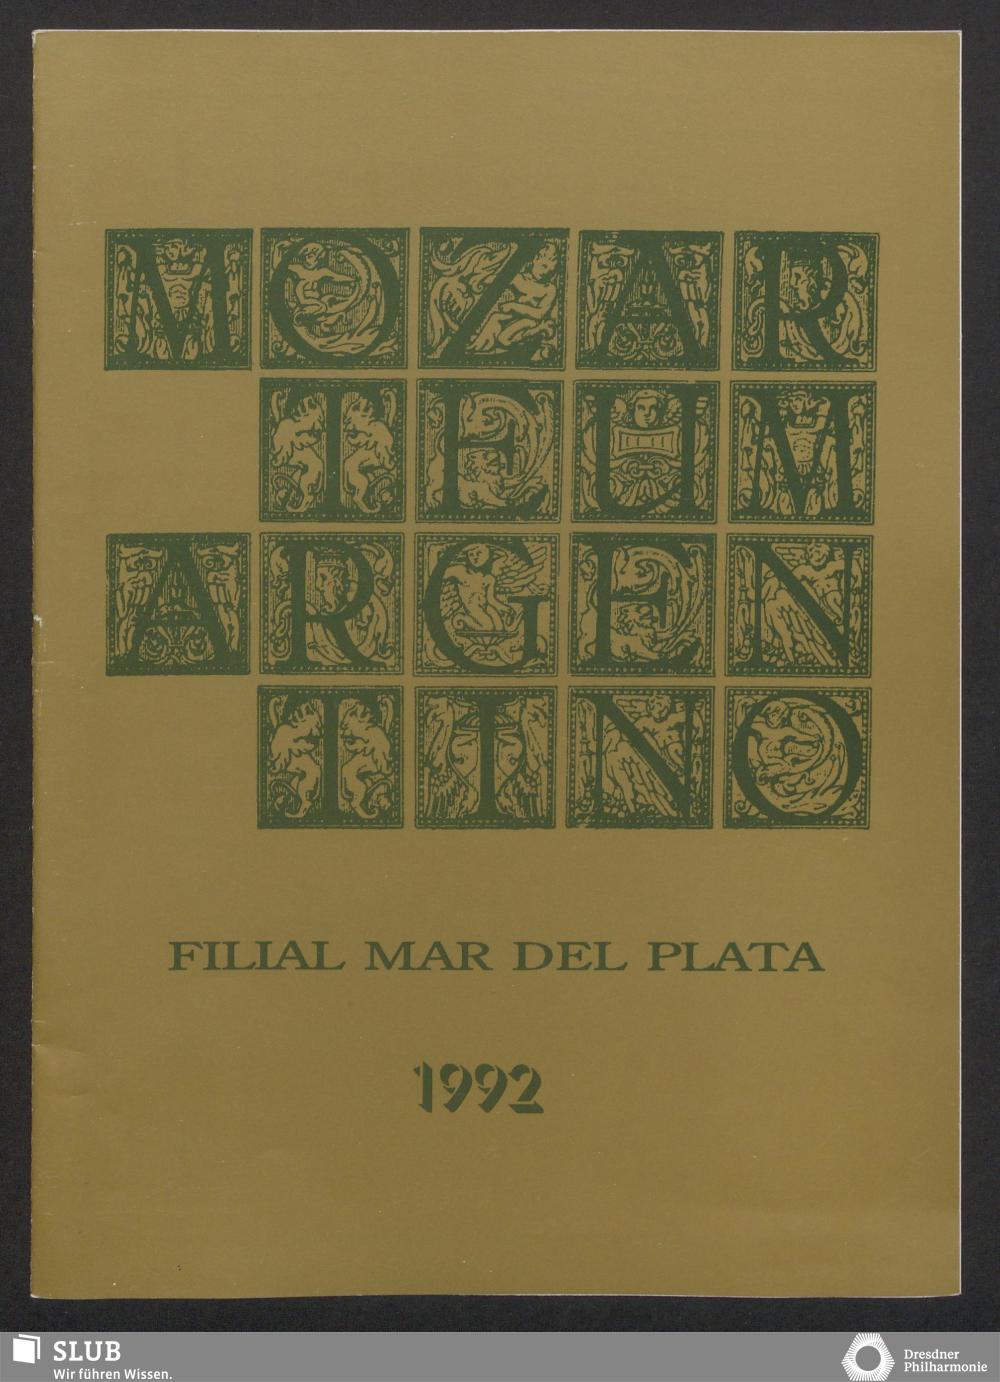 MOZAR
TEUM
ARGEN
TINO
FILIAL MAR DEL PLATA
1992
SLUB
Wir führen Wissen.
Dresdner
Philharmonie